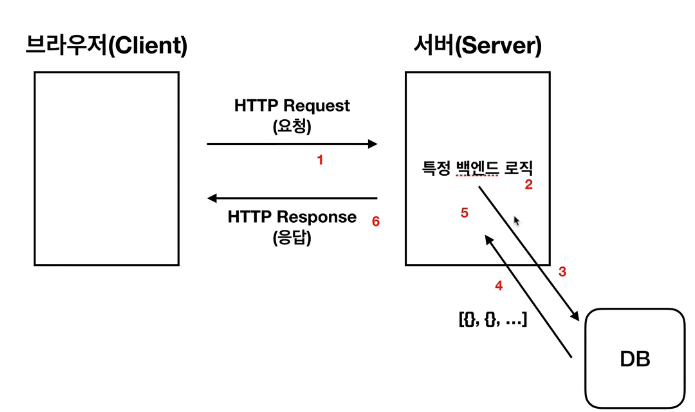 브라우저(Client)
서버(Server)
HTTP Request
(요청)
1
특정 백엔드 로직
2
HTTP Response
(응답)
6
5
3
4
[{}, {}, ...]
DB